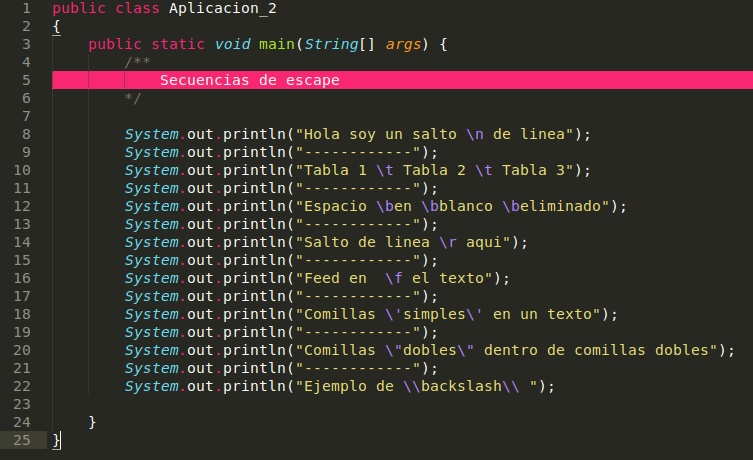 1 public class Aplicacion_2
2 {
3 public static void main(String[] args) {
4 /**
5 Secuencias de escape
6 */
7
8 System.out.println("Hola soy un salto \n de linea");
9 System.out.println("------------");
10 System.out.println("Tabla 1 \t Tabla 2 \t Tabla 3");
11 System.out.println("------------");
12 System.out.println("Espacio \ben \bblanco \beliminado");
13 System.out.println("------------");
14 System.out.println("Salto de linea \r aqui");
15 System.out.println("------------");
16 System.out.println("Feed en  \f el texto");
17 System.out.println("------------");
18 System.out.println("Comillas \'simples\' en un texto");
19 System.out.println("------------");
20 System.out.println("Comillas \"dobles\" dentro de comillas dobles");
21 System.out.println("------------");
22 System.out.println("Ejemplo de \\backslash\\ ");
23
24 }
25 }